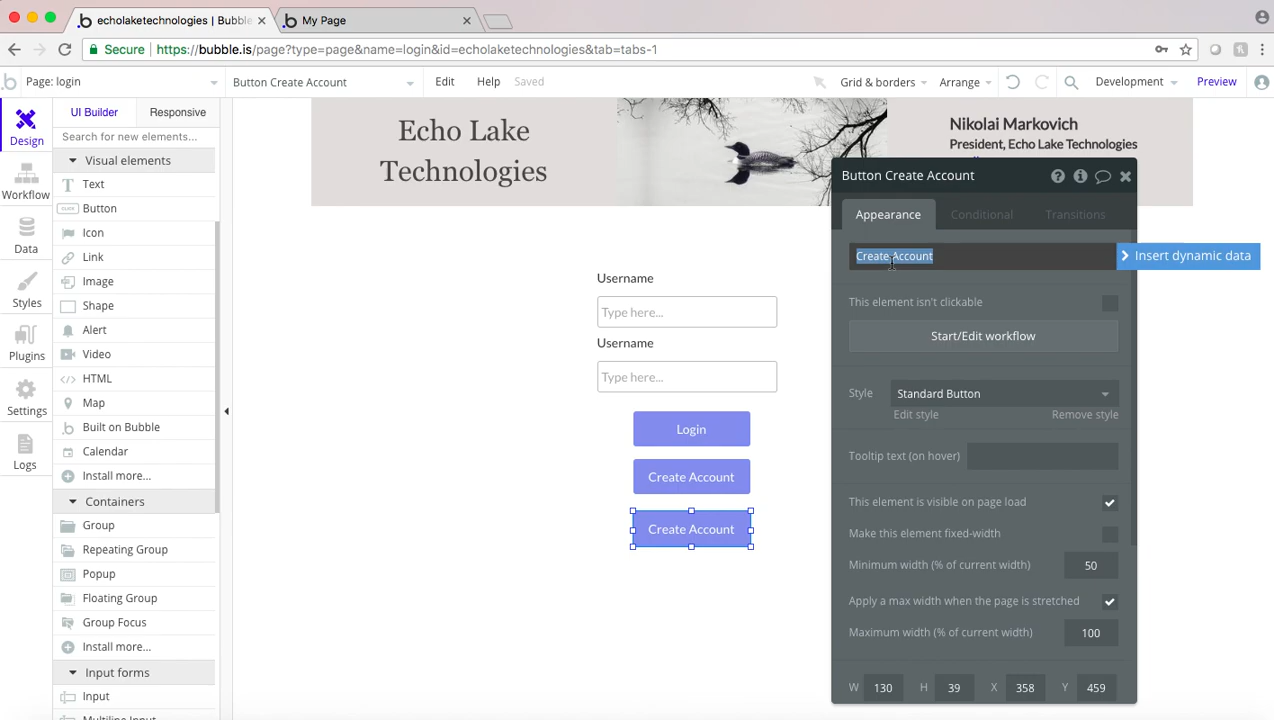 echolaketechnologies | Bubble
My Page
Secure
https://bubble.is/page?type=page&name=login&id=echolaketechnologies&tab=tabs-1
Page: login
Button Create Account
Edit
Help
Saved
Grid & borders
Arrange
Development
Preview
Design
Workflow
Data
Styles
Plugins
Settings
Logs
UI Builder
Responsive
Search for new elements...
Visual elements
Text
CLICK
Button
Icon
Link
Image
Shape
Alert
Video
HTML
Map
Built on Bubble
Calendar
Install more...
Containers
Group
Repeating Group
Popup
Floating Group
Group Focus
Install more...
Input forms
Input
Multiline Input
Echo Lake
Technologies
Nikolai Markovich
President, Echo Lake Technologies
Username
Type here...
Username
Type here...
Login
Create Account
Create Account
Button Create Account
Appearance
Conditional
Transitions
Create Account
Insert dynamic data
This element isn't clickable
Start/Edit workflow
Style
Standard Button
Edit style
Remove style
Tooltip text (on hover)
This element is visible on page load
Make this element fixed-width
Minimum width (% of current width)
50
Apply a max width when the page is stretched
Maximum width (% of current width)
100
W 130 H 39 X 358 Y 459